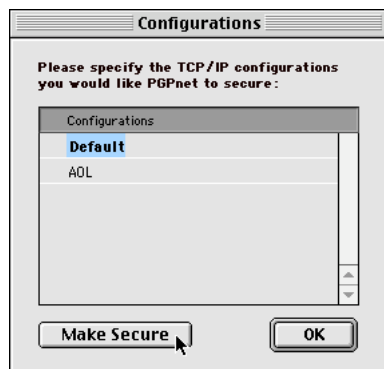 Configurations
Please specify the TCP/IP configurations
you would like PGPnet to secure:
Configurations
Default
AOL
Make Secure
OK